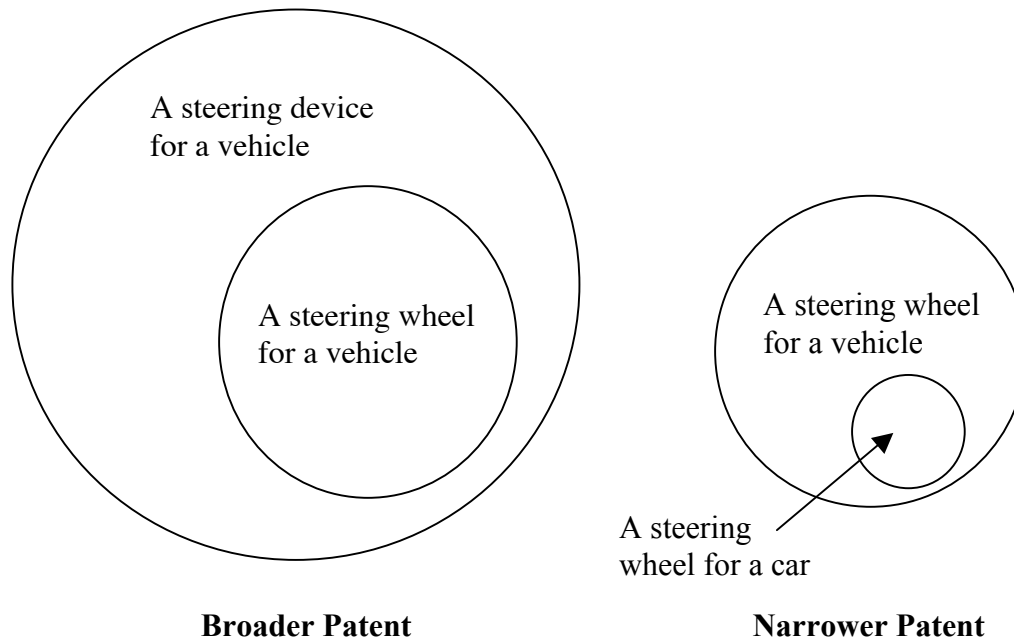 A steering device
for a vehicle
A steering wheel
for a vehicle
A steering wheel
for a vehicle
A steering
wheel for a car
Broader Patent
Narrower Patent